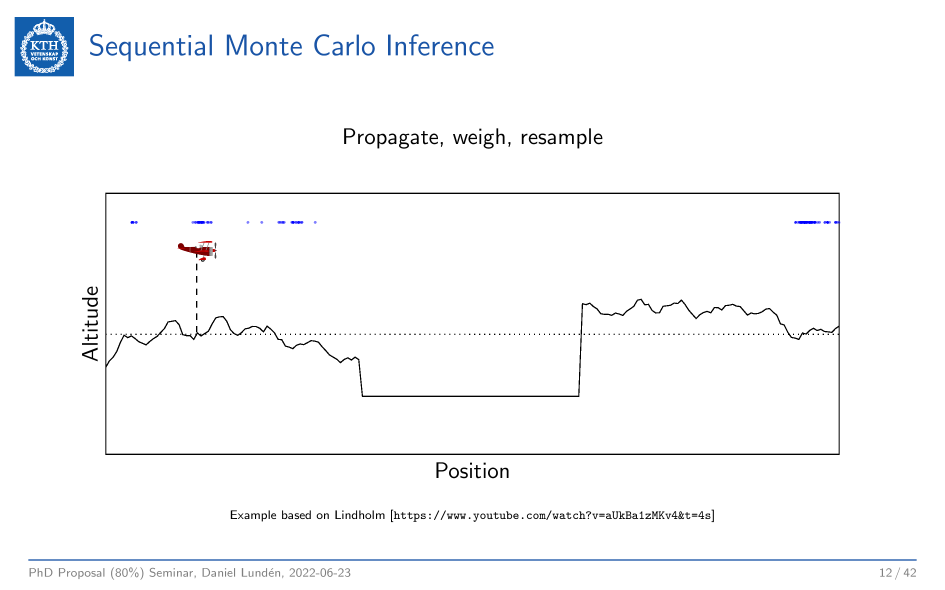 KTH
VETENSKAP
OCH KONST
Sequential Monte Carlo Inference
Propagate, weigh, resample
Altitude
Position
Example based on Lindholm [https://www.youtube.com/watch?v=aUkBa1zMKv4&t=4s]
PhD Proposal (80%) Seminar, Daniel Lundén, 2022-06-23
12 / 42